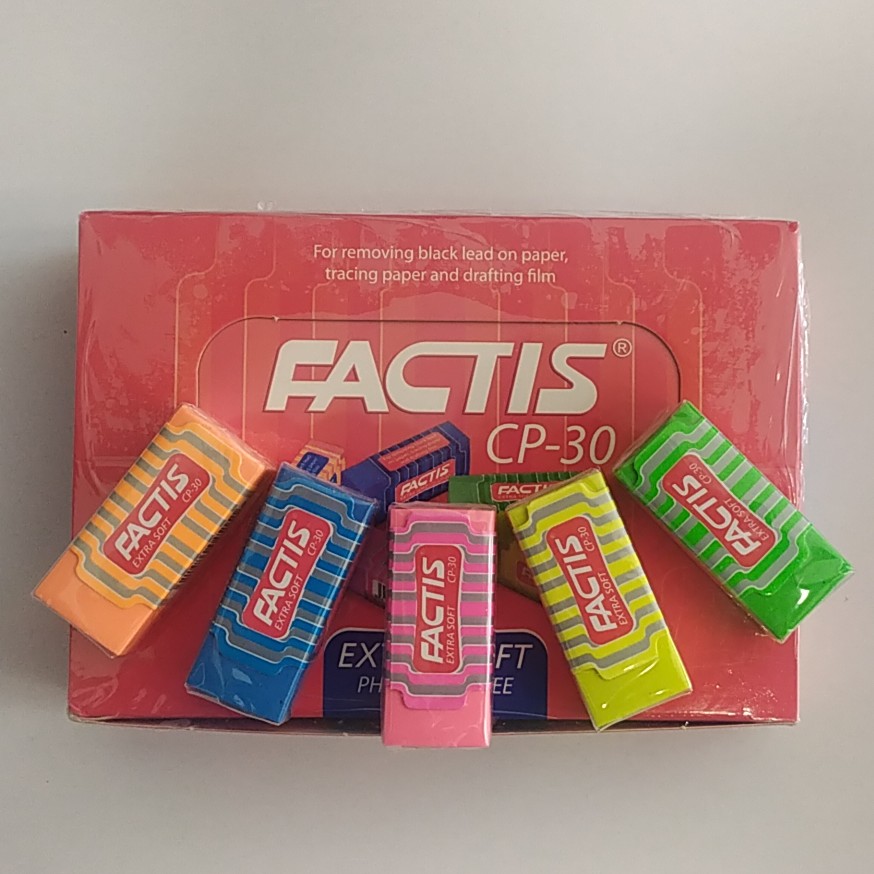 For removing black lead on paper,
tracing paper and drafting film
FACTIS®
CP-30
FACTIS
FACTIS
FACTIS
EXTRA SOFT
CP-30
FACTIS
EXTRA SOFT
CP-30
FACTIS
EXTRA SOFT
CP-30
FACTIS
EXTRA SOFT
CP-30
FACTIS
EXTRA SOFT
CP-30